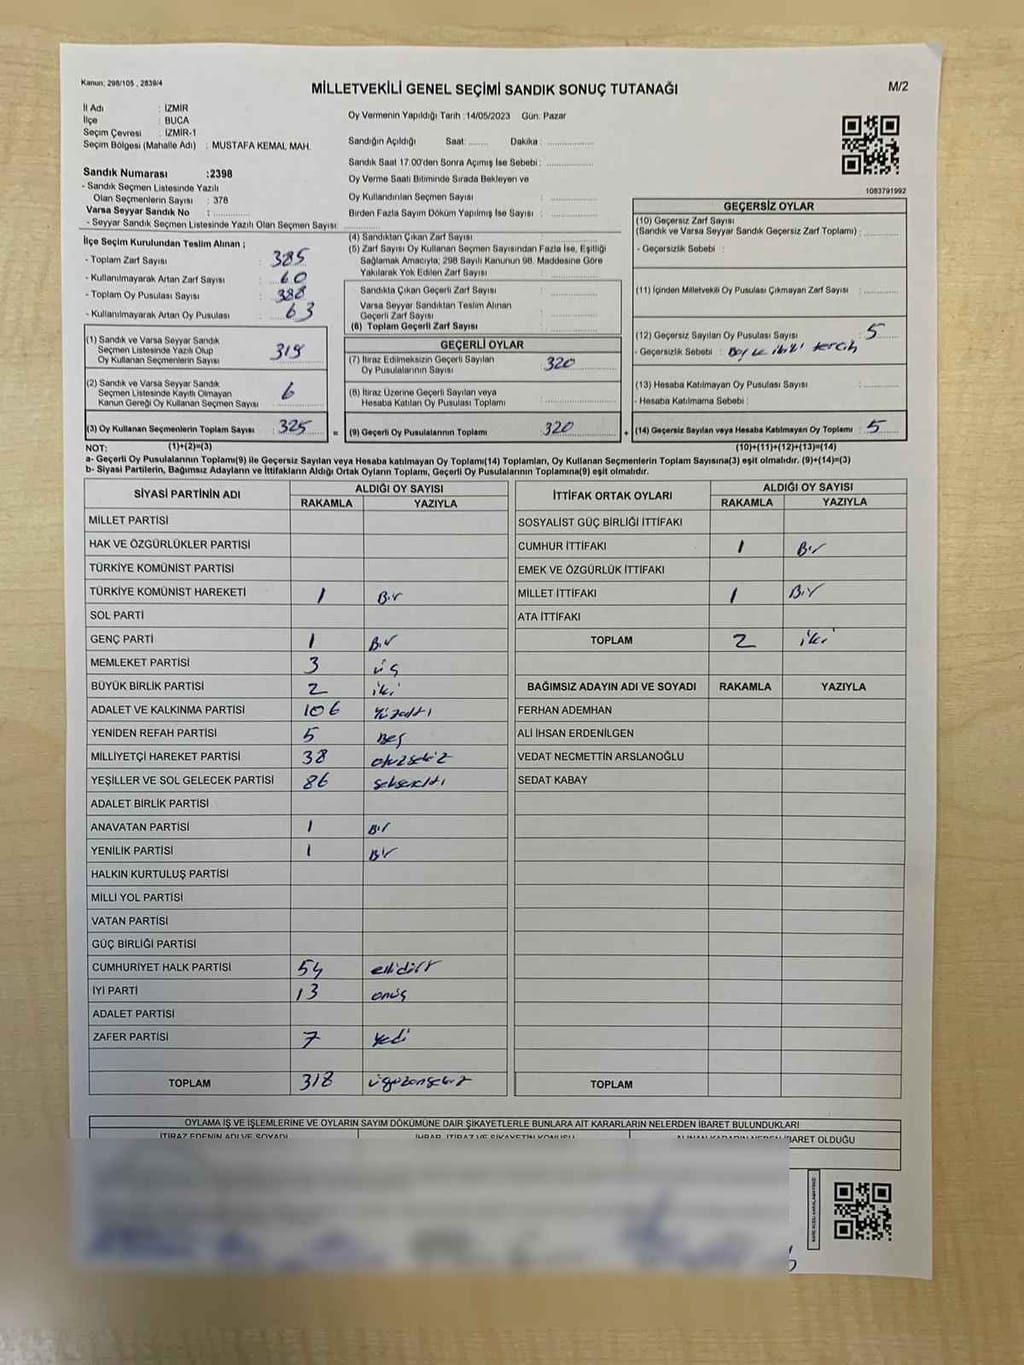 Kanun; 298/105 , 2839/4
MİLLETVEKİLİ GENEL SEÇİMİ SANDIK SONUÇ TUTANAĞI
M/2
İl Adı : İZMİR
İlçe : BUCA
Seçim Çevresi : İZMİR-1
Seçim Bölgesi (Mahalle Adı) : MUSTAFA KEMAL MAH.
Sandık Numarası :2398
- Sandık Seçmen Listesinde Yazılı
Olan Seçmenlerin Sayısı : 378
Varsa Seyyar Sandık No :
- Seyyar Sandık Seçmen Listesinde Yazılı Olan Seçmen Sayısı:
Oy Vermenin Yapıldığı Tarih :14/05/2023 Gün: Pazar
Sandığın Açıldığı Saat: Dakika :
Sandık Saat 17.00'den Sonra Açımış İse Sebebi :
Oy Verme Saati Bitiminde Sırada Bekleyen ve
Oy Kullandırılan Seçmen Sayısı :
Birden Fazla Sayım Döküm Yapılmış İse Sayısı :
1083791992
İlçe Seçim Kurulundan Teslim Alınan ;
- Toplam Zarf Sayısı : 385
- Kullanılmayarak Artan Zarf Sayısı : 60
- Toplam Oy Pusulası Sayısı : 388
- Kullanılmayarak Artan Oy Pusulası : 63
(4) Sandıktan Çıkan Zarf Sayısı :
(5) Zarf Sayısı Oy Kullanan Seçmen Sayısından Fazla İse, Eşitliği
Sağlamak Amacıyla; 298 Sayılı Kanunun 98. Maddesine Göre
Yakılarak Yok Edilen Zarf Sayısı :
Sandıkta Çıkan Geçerli Zarf Sayısı :
Varsa Seyyar Sandıktan Teslim Alınan
Geçerli Zarf Sayısı :
(6) Toplam Geçerli Zarf Sayısı :
GEÇERSİZ OYLAR
(10) Geçersiz Zarf Sayısı
(Sandık ve Varsa Seyyar Sandık Geçersiz Zarf Toplamı) :
- Geçersizlik Sebebi :
(11) İçinden Milletvekili Oy Pusulası Çıkmayan Zarf Sayısı :
(12) Geçersiz Sayılan Oy Pusulası Sayısı : 5
- Geçersizlik Sebebi : tercih
(13) Hesaba Katılmayan Oy Pusulası Sayısı :
- Hesaba Katılmama Sebebi :
(14) Geçersiz Sayılan veya Hesaba Katılmayan Oy Toplamı : 5
(1) Sandık ve Varsa Seyyar Sandık
Seçmen Listesinde Yazılı Olup
Oy Kullanan Seçmenlerin Sayısı : 319
(2) Sandık ve Varsa Seyyar Sandık
Seçmen Listesinde Kayıtlı Olmayan
Kanun Gereği Oy Kullanan Seçmen Sayısı : 6
(3) Oy Kullanan Seçmenlerin Toplam Sayısı : 325 =
GEÇERLİ OYLAR
(7) İtiraz Edilmeksizin Geçerli Sayılan
Oy Pusulalarının Sayısı : 320
(8) İtiraz Üzerine Geçerli Sayılan veya
Hesaba Katılan Oy Pusulası Toplamı :
(9) Geçerli Oy Pusulalarının Toplamı : 320 +
NOT: (1)+(2)=(3) (10)+(11)+(12)+(13)=(14)
a- Geçerli Oy Pusulalarının Toplamı(9) ile Geçersiz Sayılan veya Hesaba katılmayan Oy Toplamı(14) Toplamları, Oy Kullanan Seçmenlerin Toplam Sayısına(3) eşit olmalıdır. (9)+(14)=(3)
b- Siyasi Partilerin, Bağımsız Adayların ve İttifakların Aldığı Ortak Oyların Toplamı, Geçerli Oy Pusulalarının Toplamına(9) eşit olmalıdır.
SİYASİ PARTİNİN ADI ALDIĞI OY SAYISI
RAKAMLA YAZIYLA
MİLLET PARTİSİ
HAK VE ÖZGÜRLÜKLER PARTİSİ
TÜRKİYE KOMÜNİST PARTİSİ
TÜRKİYE KOMÜNİST HAREKETİ 1 Bir
SOL PARTİ
GENÇ PARTİ 1 Bir
MEMLEKET PARTİSİ 3 üç
BÜYÜK BİRLİK PARTİSİ 2 iki
ADALET VE KALKINMA PARTİSİ 106 yüzaltı
YENİDEN REFAH PARTİSİ 5 Beş
MİLLİYETÇİ HAREKET PARTİSİ 38 otuzsekiz
YEŞİLLER VE SOL GELECEK PARTİSİ 86 seksenaltı
ADALET BİRLİK PARTİSİ
ANAVATAN PARTİSİ 1 Bir
YENİLİK PARTİSİ 1 Bir
HALKIN KURTULUŞ PARTİSİ
MİLLİ YOL PARTİSİ
VATAN PARTİSİ
GÜÇ BİRLİĞİ PARTİSİ
CUMHURİYET HALK PARTİSİ 54 ellidört
İYİ PARTİ 13 onüç
ADALET PARTİSİ
ZAFER PARTİSİ 7 yedi
TOPLAM 318 üçyüzonsekiz
İTTİFAK ORTAK OYLARI ALDIĞI OY SAYISI
RAKAMLA YAZIYLA
SOSYALİST GÜÇ BİRLİĞİ İTTİFAKI
CUMHUR İTTİFAKI 1 Bir
EMEK VE ÖZGÜRLÜK İTTİFAKI
MİLLET İTTİFAKI 1 Bir
ATA İTTİFAKI
TOPLAM 2 iki
BAĞIMSIZ ADAYIN ADI VE SOYADI RAKAMLA YAZIYLA
FERHAN ADEMHAN
ALİ İHSAN ERDENİLGEN
VEDAT NECMETTİN ARSLANOĞLU
SEDAT KABAY
TOPLAM
OYLAMA İŞ VE İŞLEMLERİNE VE OYLARIN SAYIM DÖKÜMÜNE DAİR ŞİKAYETLERLE BUNLARA AİT KARARLARIN NELERDEN İBARET BULUNDUKLARI
İTİRAZ EDENİN ADI VE SOYADI İHBAR, İTİRAZ VE ŞİKAYETİN KONUSU İBARET OLDUĞU